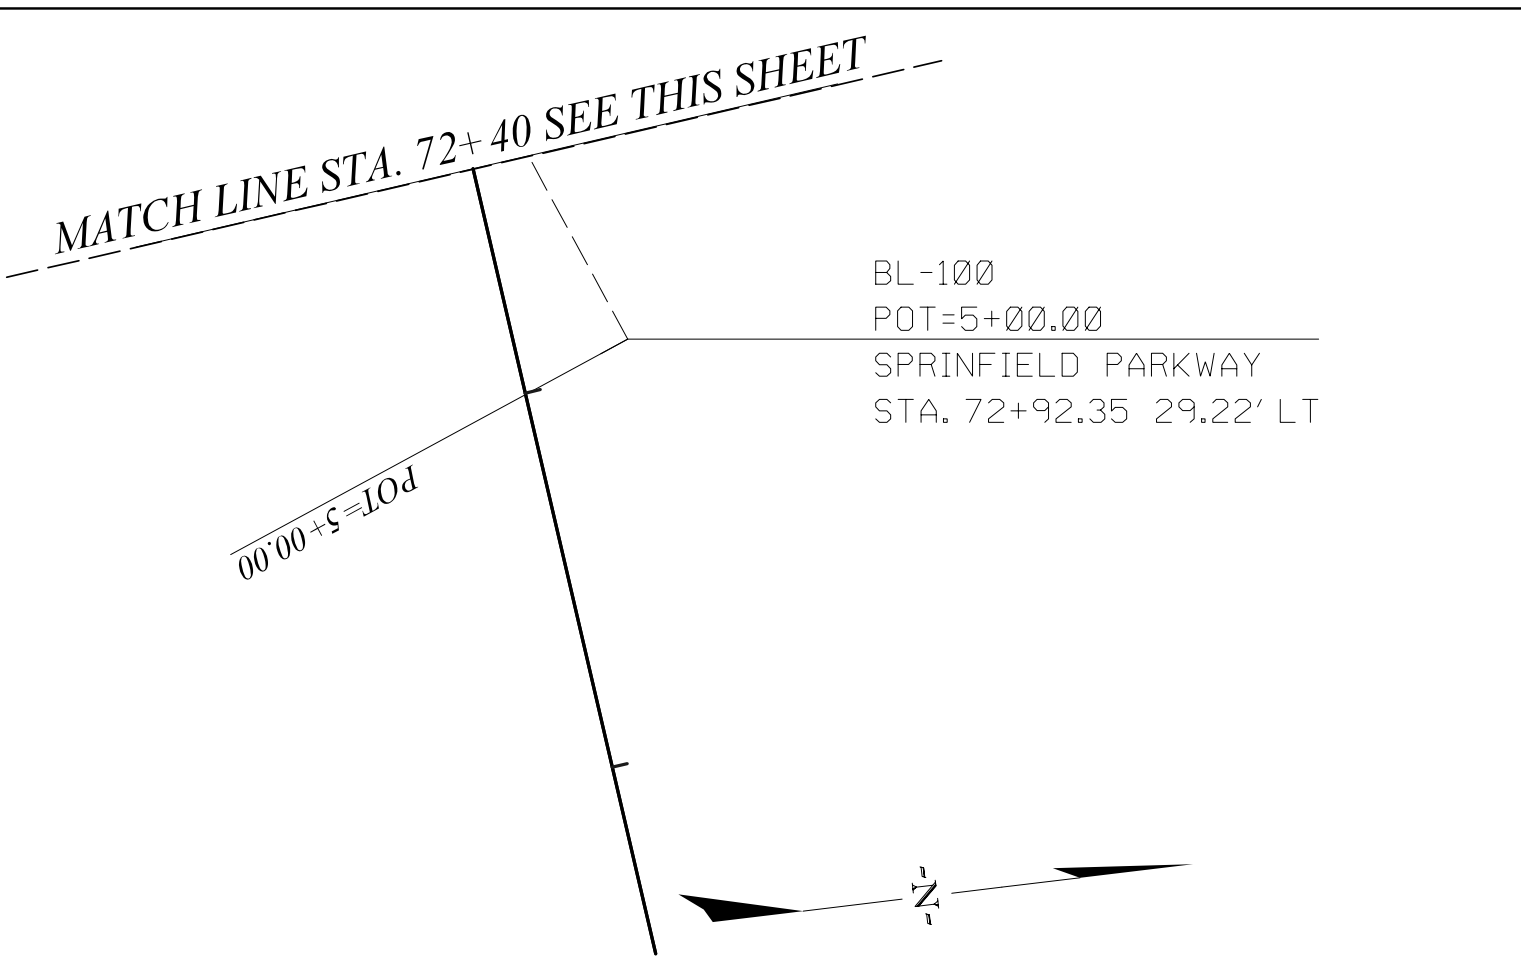 MATCH LINE STA. 72+40 SEE THIS SHEET
BL-100
POT=5+00.00
SPRINFIELD PARKWAY
STA. 72+92.35 29.22' LT
POT=5+00.00
-N-